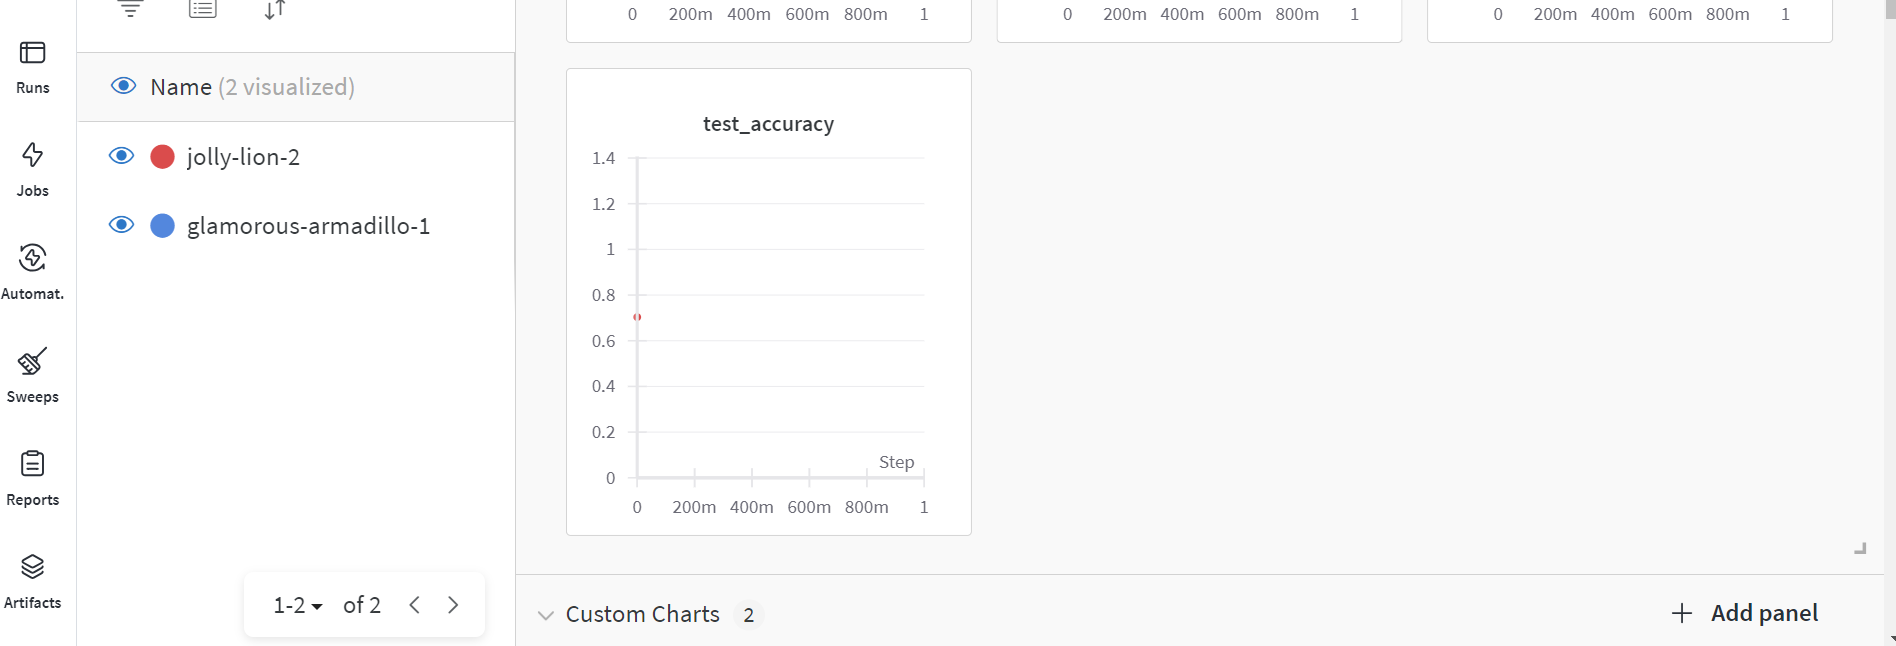 0 200m 400m 600m 800m 1
0 200m 400m 600m 800m 1
0 200m 400m 600m 800m 1
Runs
Jobs
Automat.
Sweeps
Reports
Artifacts
Name (2 visualized)
jolly-lion-2
glamorous-armadillo-1
1-2 of 2
test_accuracy
1.4
1.2
1
0.8
0.6
0.4
0.2
0
Step
0 200m 400m 600m 800m 1
Custom Charts 2
Add panel